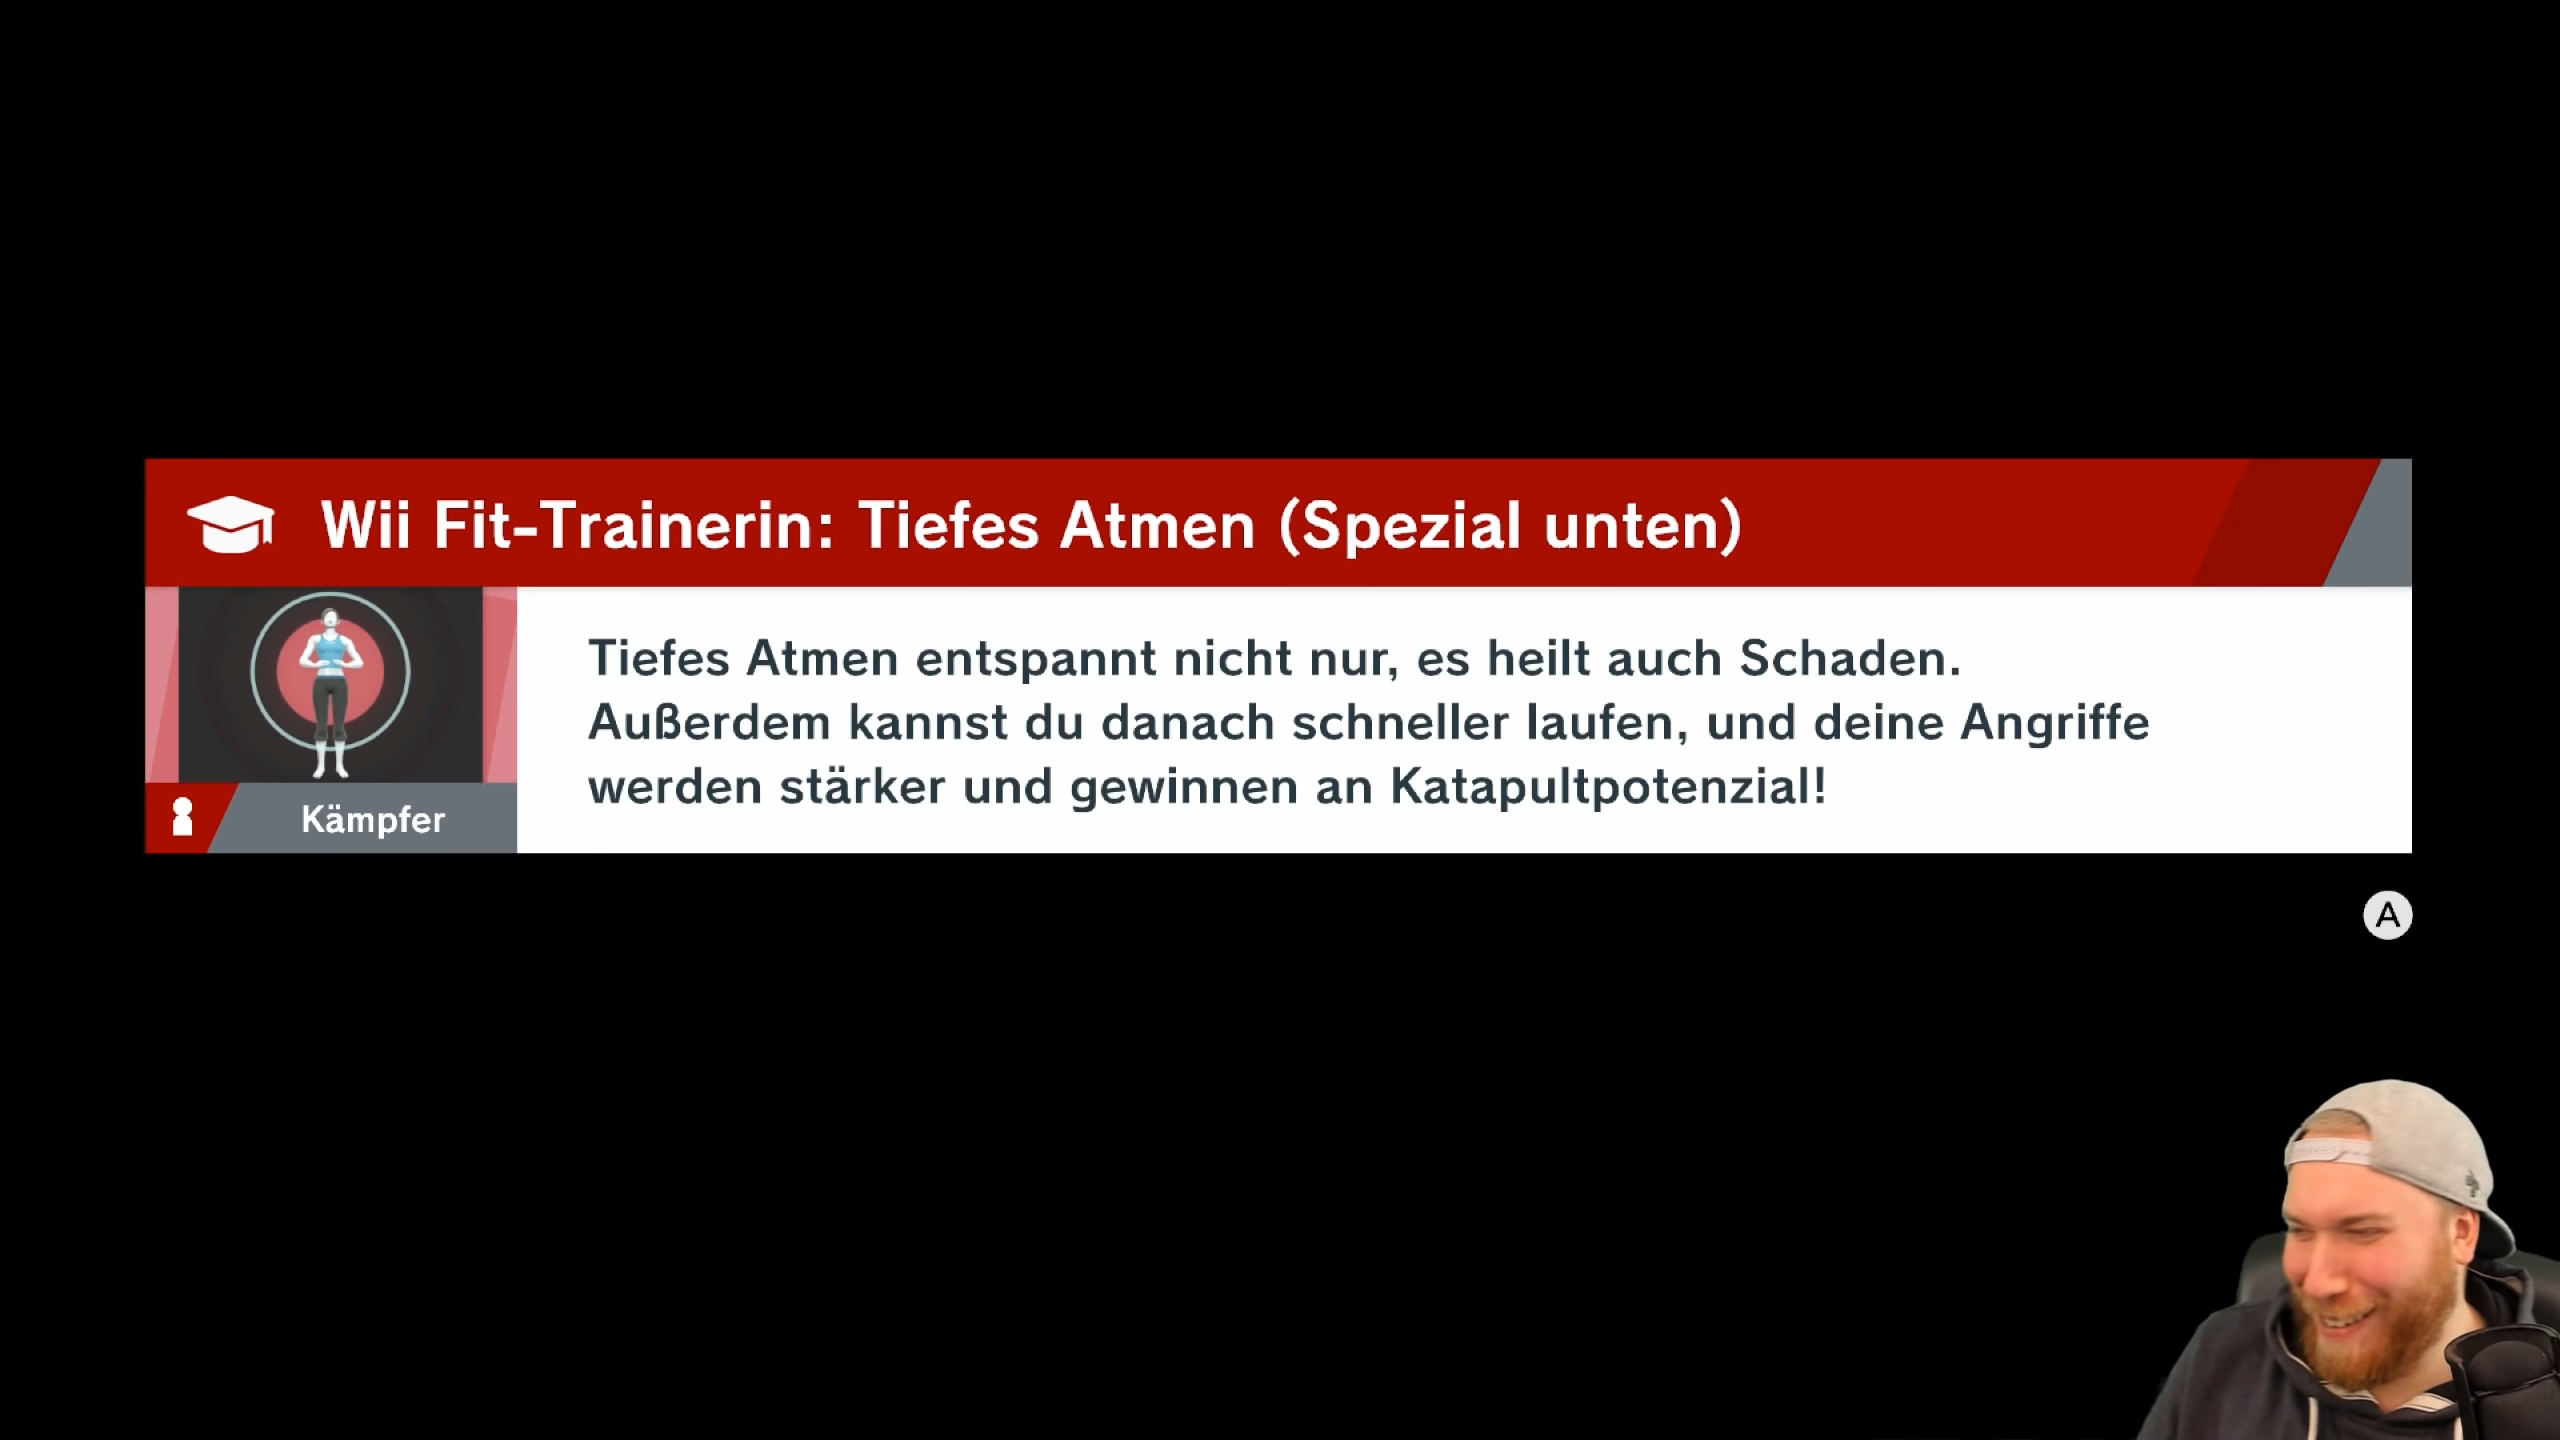 Wii Fit-Trainerin: Tiefes Atmen (Spezial unten)
Tiefes Atmen entspannt nicht nur, es heilt auch Schaden.
Außerdem kannst du danach schneller laufen, und deine Angriffe
werden stärker und gewinnen an Katapultpotenzial!
Kämpfer
A